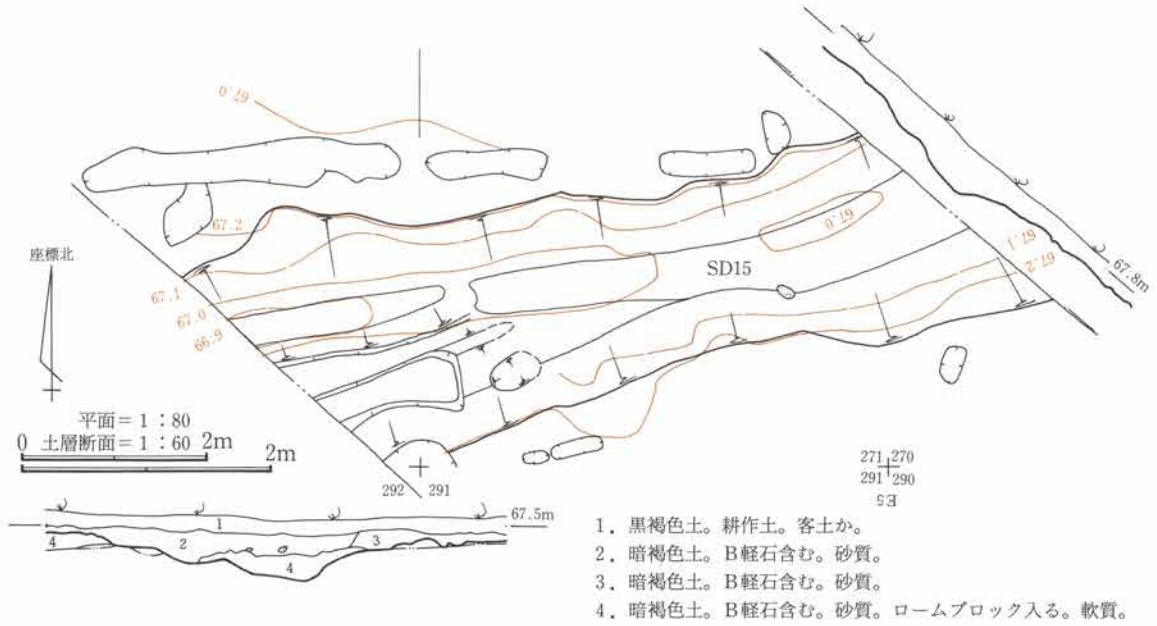 67.0
67.2
67.1
67.0
66.9
67.0
SD15
67.1
67.2
67.8m
座標北
平面=1:80
0 土層断面=1:60 2m
2m
292 291
271 270
291 290
E5
1
2
3
4
4
67.5m
1．黒褐色土。耕作土。客土か。
2．暗褐色土。B軽石含む。砂質。
3．暗褐色土。B軽石含む。砂質。
4．暗褐色土。B軽石含む。砂質。ロームブロック入る。軟質。